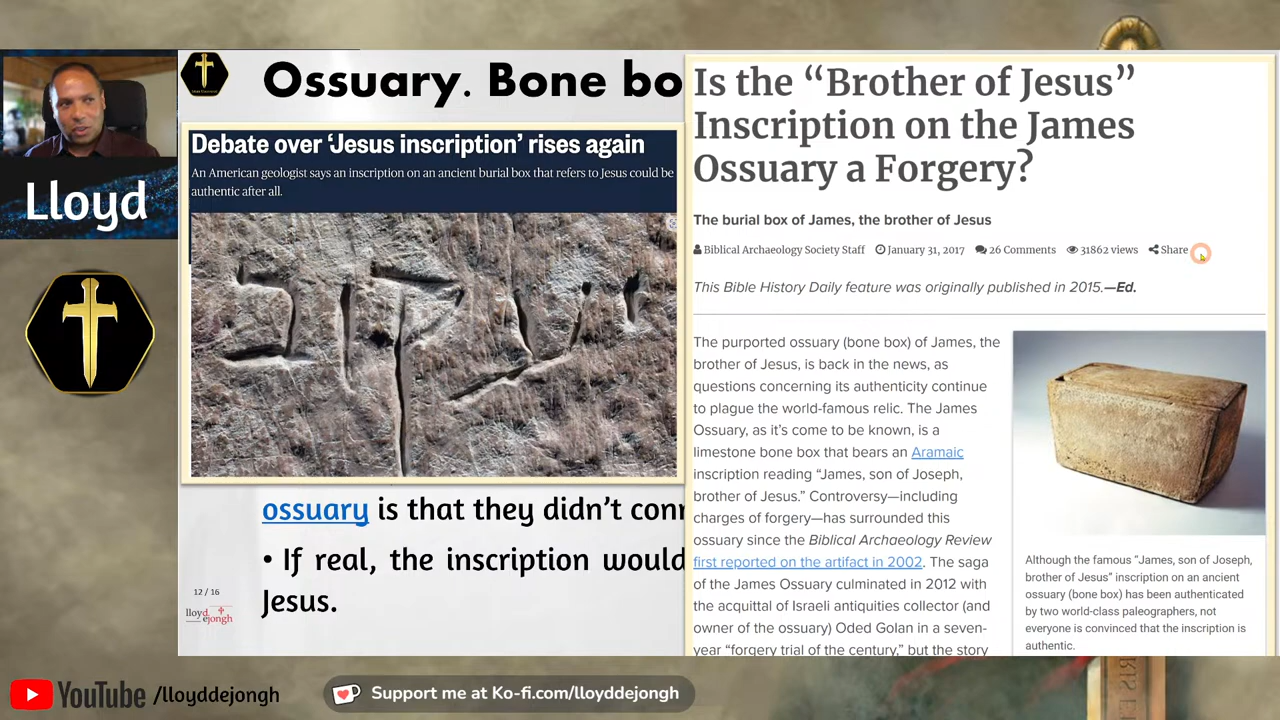 Lloyd
Ossuary. Bone bo
Debate over ‘Jesus inscription’ rises again
An American geologist says an inscription on an ancient burial box that refers to Jesus could be
authentic after all.
ossuary is that they didn’t con
• If real, the inscription would
Jesus.
12 / 16
lloyd
dejongh
Is the “Brother of Jesus”
Inscription on the James
Ossuary a Forgery?
The burial box of James, the brother of Jesus
Biblical Archaeology Society Staff January 31, 2017 26 Comments 31862 views Share
This Bible History Daily feature was originally published in 2015.—Ed.
The purported ossuary (bone box) of James, the
brother of Jesus, is back in the news, as
questions concerning its authenticity continue
to plague the world-famous relic. The James
Ossuary, as it’s come to be known, is a
limestone bone box that bears an Aramaic
inscription reading “James, son of Joseph,
brother of Jesus.” Controversy—including
charges of forgery—has surrounded this
ossuary since the Biblical Archaeology Review
first reported on the artifact in 2002. The saga
of the James Ossuary culminated in 2012 with
the acquittal of Israeli antiquities collector (and
owner of the ossuary) Oded Golan in a seven-
year “forgery trial of the century,” but the story
Although the famous “James, son of Joseph,
brother of Jesus” inscription on an ancient
ossuary (bone box) has been authenticated
by two world-class paleographers, not
everyone is convinced that the inscription is
authentic.
YouTube /lloyddejongh
Support me at Ko-fi.com/lloyddejongh